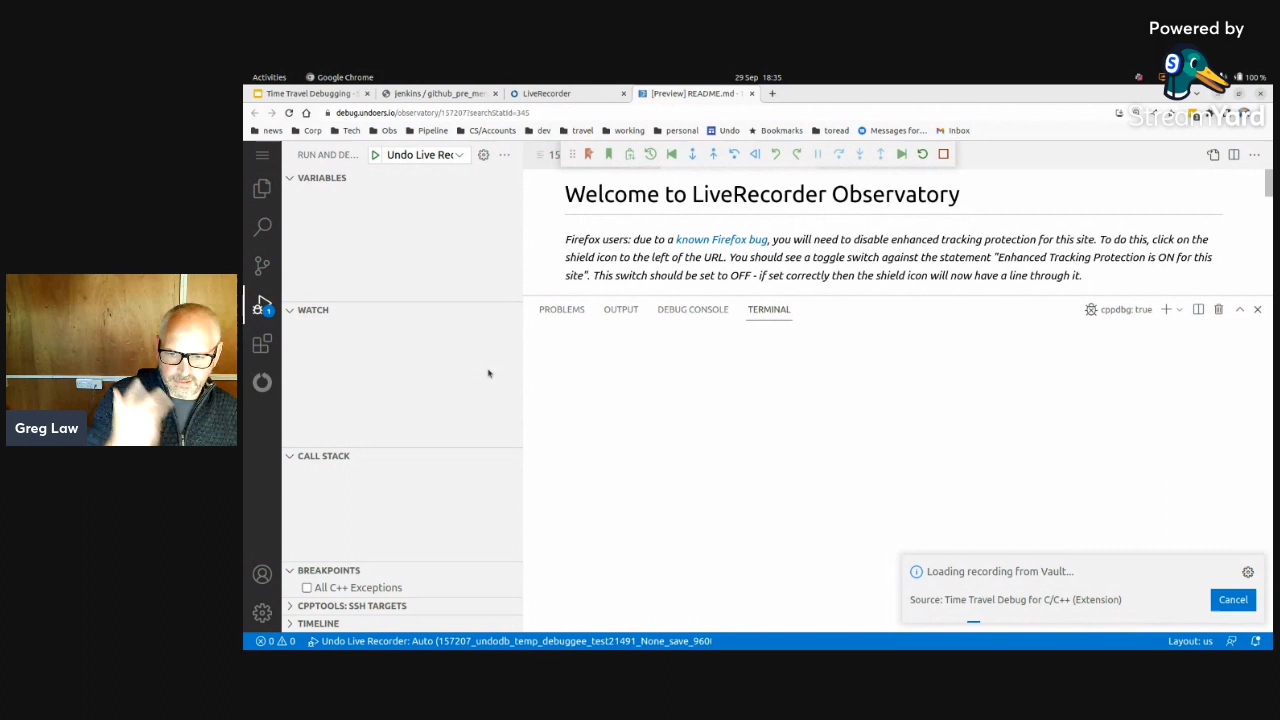 Powered by
S
StreamYard
Activities
Google Chrome
29 Sep 18:35
100 %
Time Travel Debugging -
jenkins / github_pre_me
LiveRecorder
[Preview] README.md -
debug.undoers.io/observatory/157207?searchStatId=345
news
Corp
Tech
Obs
Pipeline
CS/Accounts
dev
travel
working
personal
Undo
Bookmarks
toread
Messages for...
Inbox
RUN AND DE...
Undo Live Rec
15
VARIABLES
Welcome to LiveRecorder Observatory
Firefox users: due to a known Firefox bug, you will need to disable enhanced tracking protection for this site. To do this, click on the
shield icon to the left of the URL. You should see a toggle switch against the statement "Enhanced Tracking Protection is ON for this
site". This switch should be set to OFF - if set correctly then the shield icon will now have a line through it.
WATCH
PROBLEMS
OUTPUT
DEBUG CONSOLE
TERMINAL
cppdbg: true
1
Greg Law
CALL STACK
BREAKPOINTS
All C++ Exceptions
CPPTOOLS: SSH TARGETS
TIMELINE
Loading recording from Vault...
Source: Time Travel Debug for C/C++ (Extension)
Cancel
0 0
Undo Live Recorder: Auto (157207_undodb_temp_debuggee_test21491_None_save_960
Layout: us